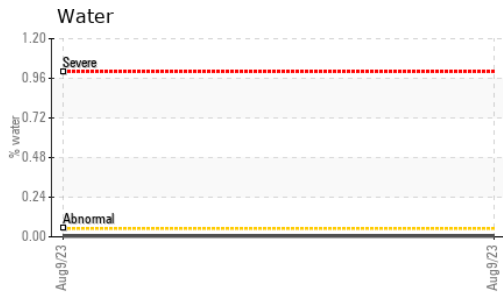 Water
1.20
Severe
0.96
0.72
% water
0.48
0.24
Abnormal
0.00
Aug9/23
Aug9/23